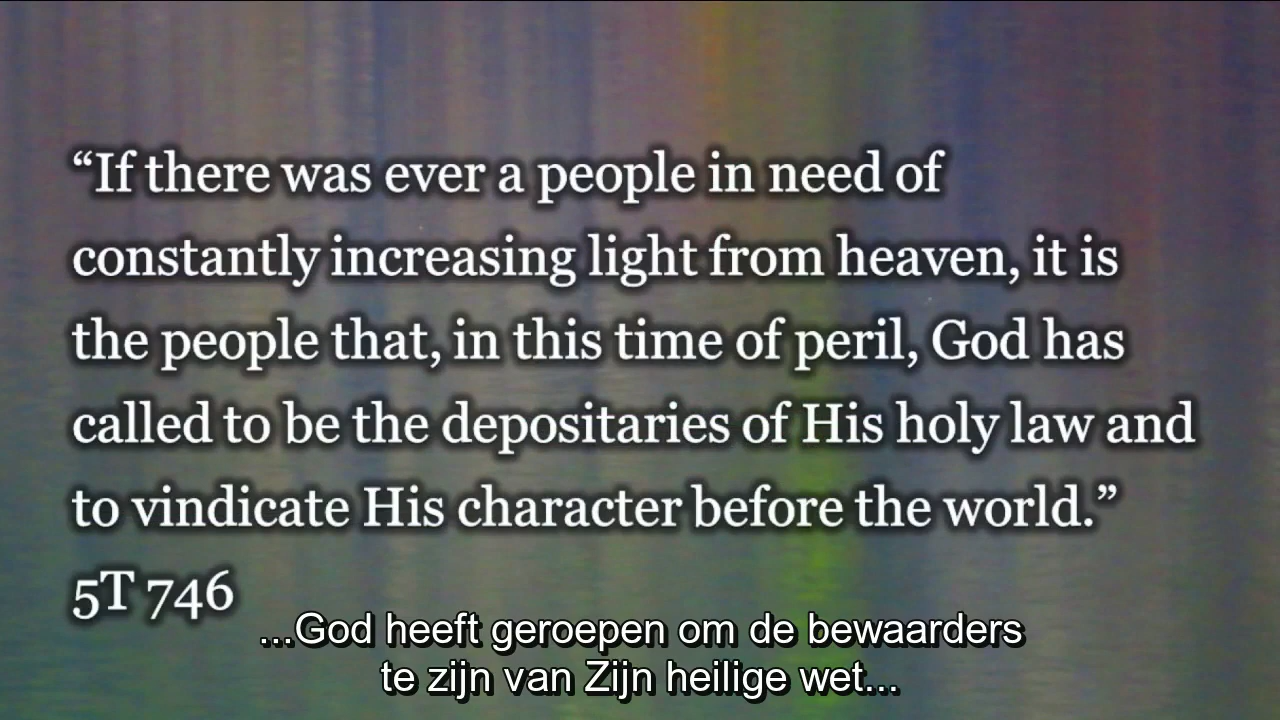 “If there was ever a people in need of
constantly increasing light from heaven, it is
the people that, in this time of peril, God has
called to be the depositaries of His holy law and
to vindicate His character before the world.”
5T 746
...God heeft geroepen om de bewaarders
te zijn van Zijn heilige wet...